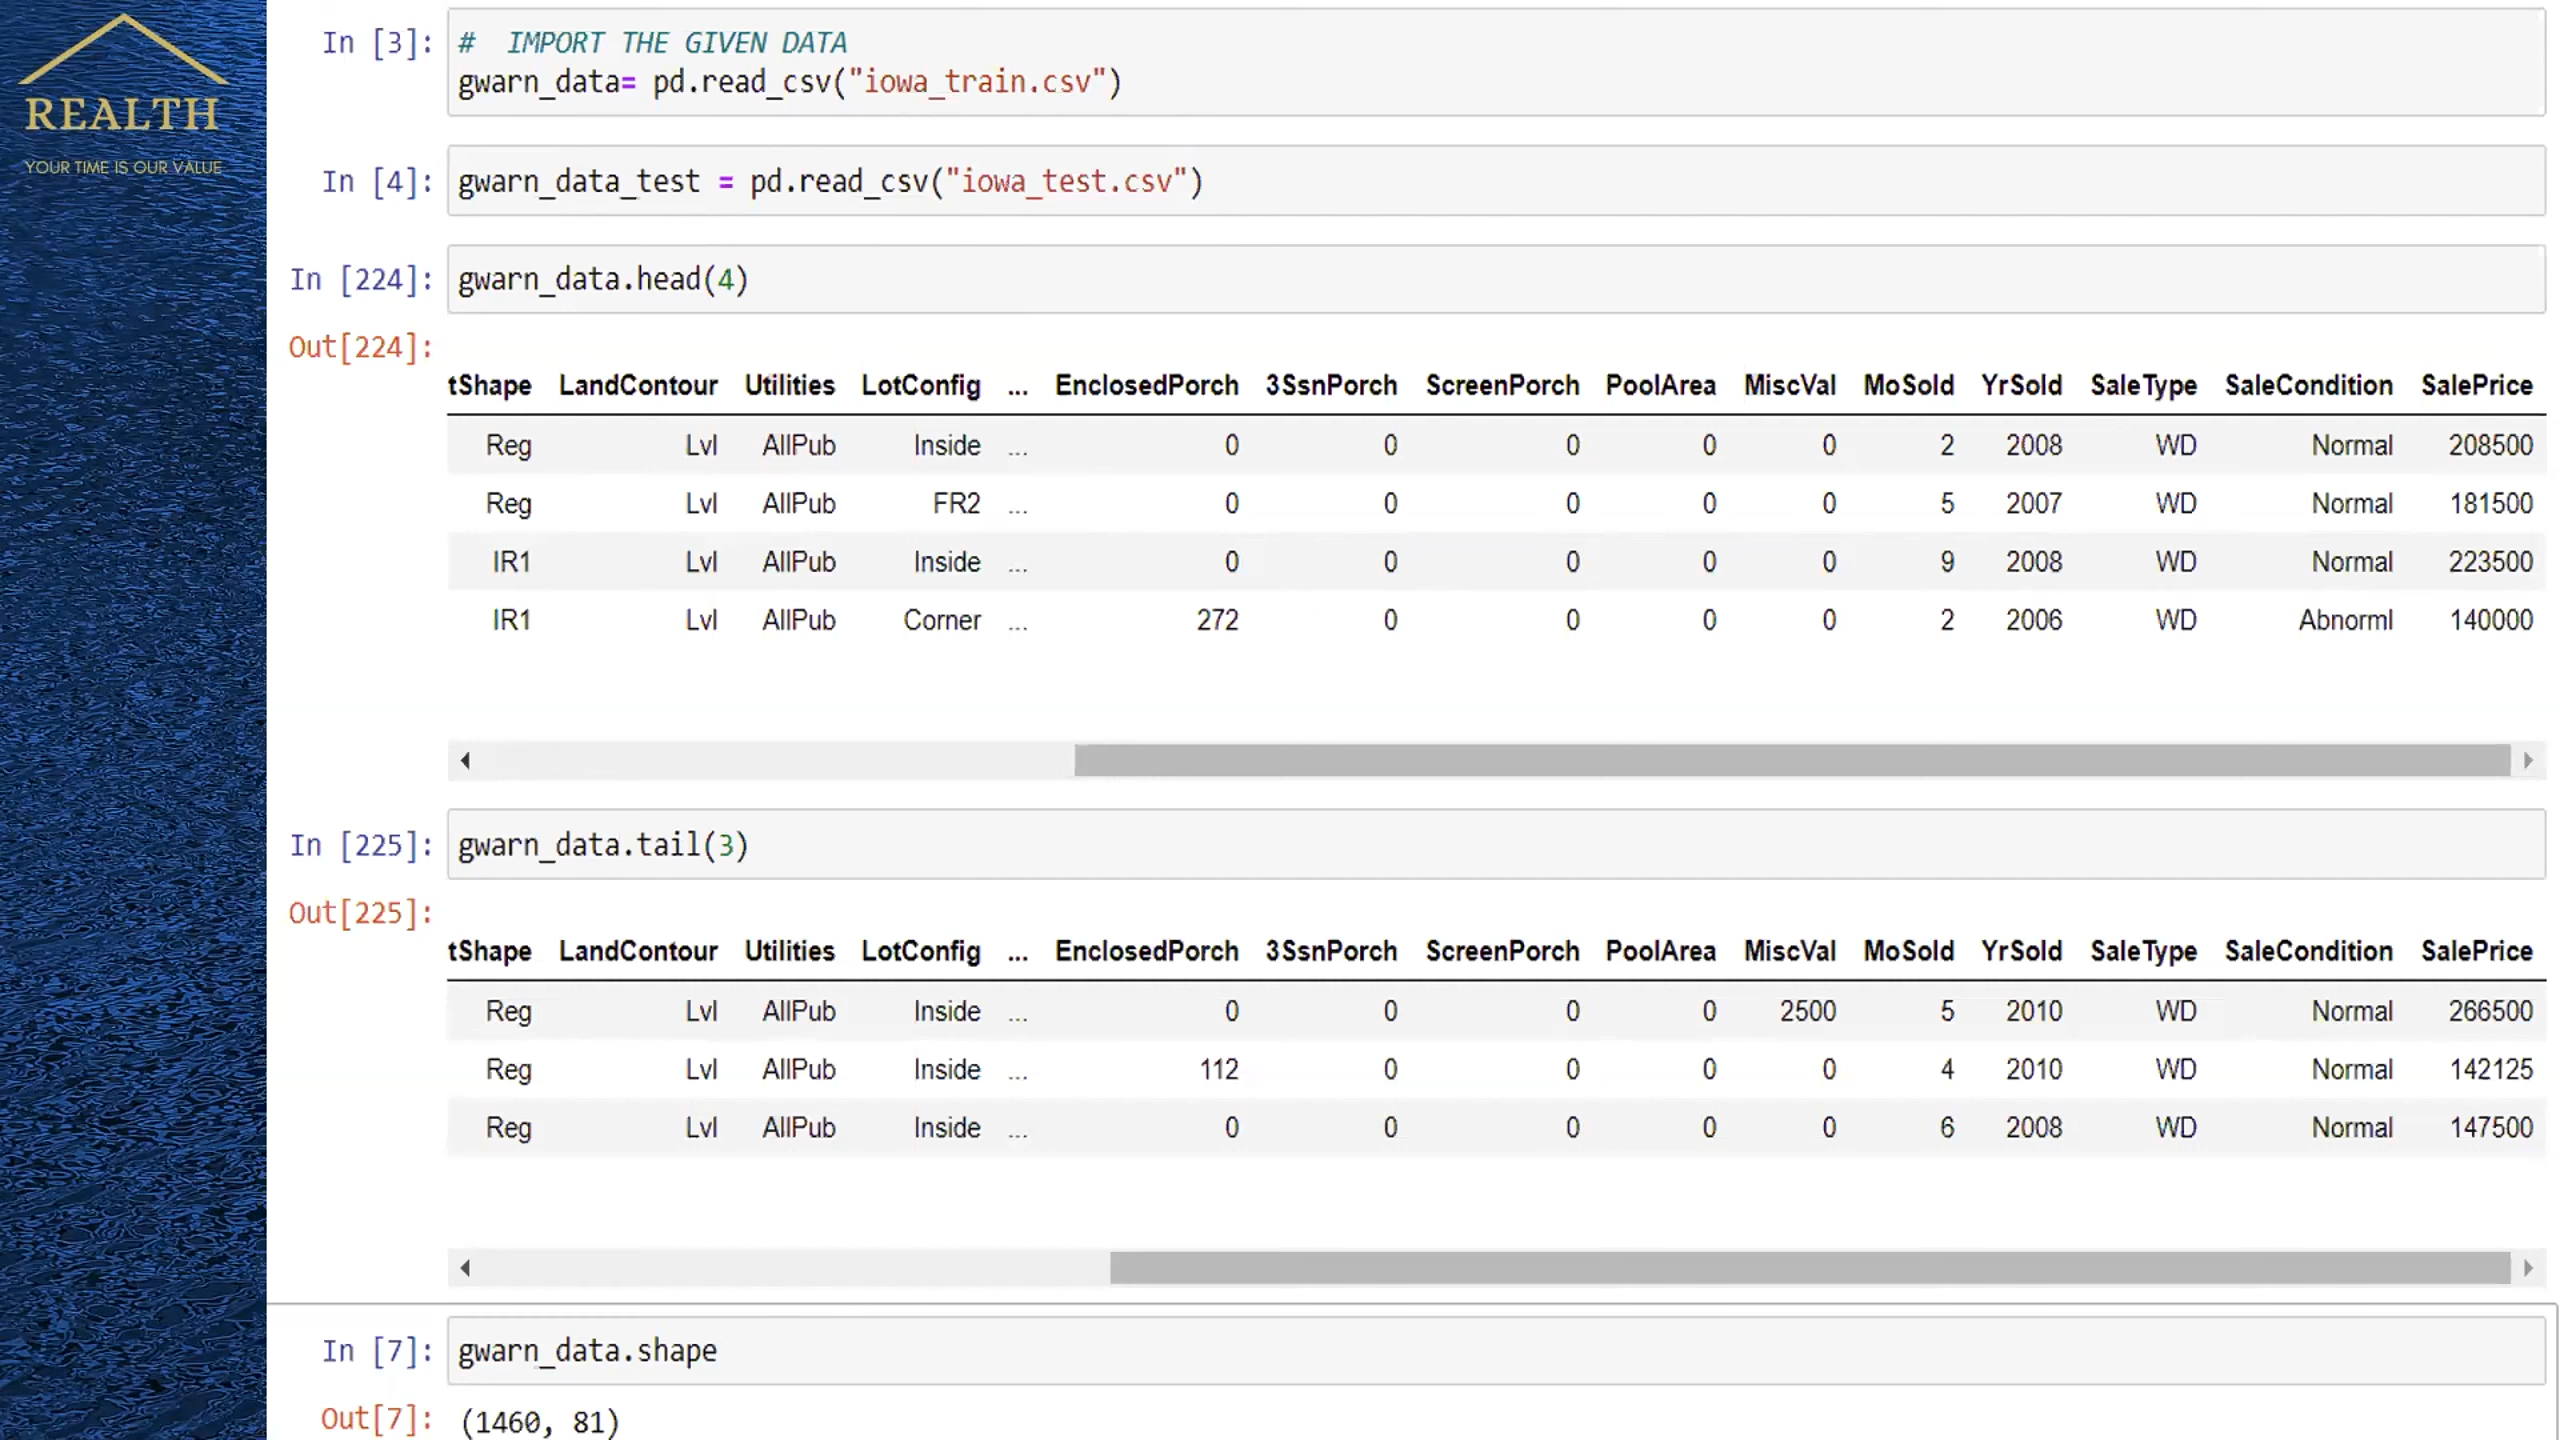 REALTH
YOUR TIME IS OUR VALUE
In [3]: # IMPORT THE GIVEN DATA
gwarn_data= pd.read_csv("iowa_train.csv")
In [4]: gwarn_data_test = pd.read_csv("iowa_test.csv")
In [224]: gwarn_data.head(4)
Out[224]:
tShape LandContour Utilities LotConfig ... EnclosedPorch 3SsnPorch ScreenPorch PoolArea MiscVal MoSold YrSold SaleType SaleCondition SalePrice
Reg Lvl AllPub Inside ... 0 0 0 0 0 2 2008 WD Normal 208500
Reg Lvl AllPub FR2 ... 0 0 0 0 0 5 2007 WD Normal 181500
IR1 Lvl AllPub Inside ... 0 0 0 0 0 9 2008 WD Normal 223500
IR1 Lvl AllPub Corner ... 272 0 0 0 0 2 2006 WD Abnorml 140000
In [225]: gwarn_data.tail(3)
Out[225]:
tShape LandContour Utilities LotConfig ... EnclosedPorch 3SsnPorch ScreenPorch PoolArea MiscVal MoSold YrSold SaleType SaleCondition SalePrice
Reg Lvl AllPub Inside ... 0 0 0 0 2500 5 2010 WD Normal 266500
Reg Lvl AllPub Inside ... 112 0 0 0 0 4 2010 WD Normal 142125
Reg Lvl AllPub Inside ... 0 0 0 0 0 6 2008 WD Normal 147500
In [7]: gwarn_data.shape
Out[7]: (1460, 81)